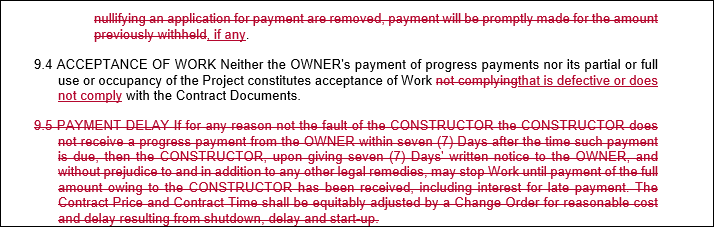 nullifying an application for payment are removed, payment will be promptly made for the amount
previously withheld, if any.
9.4 ACCEPTANCE OF WORK Neither the OWNER's payment of progress payments nor its partial or full
use or occupancy of the Project constitutes acceptance of Work not complyingthat is defective or does
not comply with the Contract Documents.
9.5 PAYMENT DELAY If for any reason not the fault of the CONSTRUCTOR the CONSTRUCTOR does
not receive a progress payment from the OWNER within seven (7) Days after the time such payment
is due, then the CONSTRUCTOR, upon giving seven (7) Days' written notice to the OWNER, and
without prejudice to and in addition to any other legal remedies, may stop Work until payment of the full
amount owing to the CONSTRUCTOR has been received, including interest for late payment. The
Contract Price and Contract Time shall be equitably adjusted by a Change Order for reasonable cost
and delay resulting from shutdown, delay and start-up.